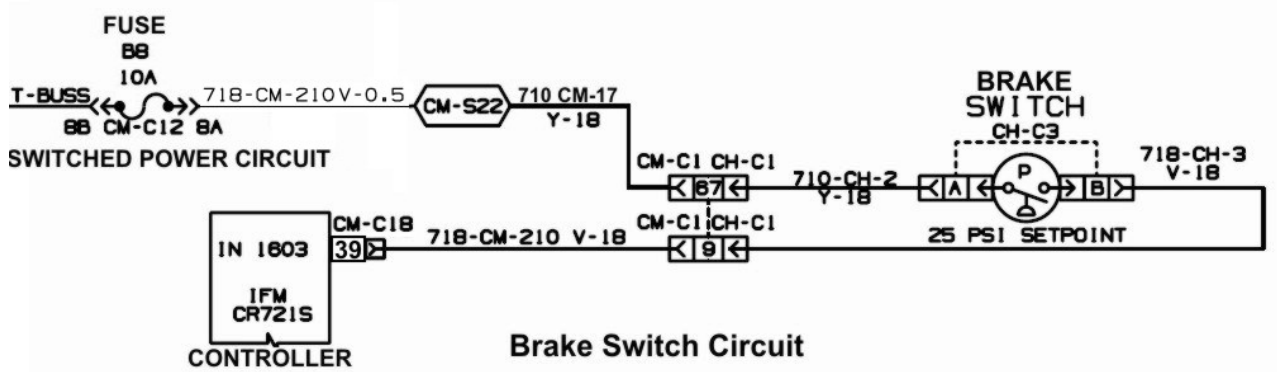 FUSE
B8
10A
T-BUSS
718-CM-210V-0.5
CM-S22
710 CM-17
Y-18
8B CM-C12 8A
SWITCHED POWER CIRCUIT
BRAKE
SWITCH
CH-C3
CM-C1 CH-C1
67
710-CH-2
Y-18
A
P
B
718-CH-3
V-18
25 PSI SETPOINT
CM-C18
IN 1603
39
718-CM-210 V-18
CM-C1 CH-C1
9
IFM
CR721S
CONTROLLER
Brake Switch Circuit